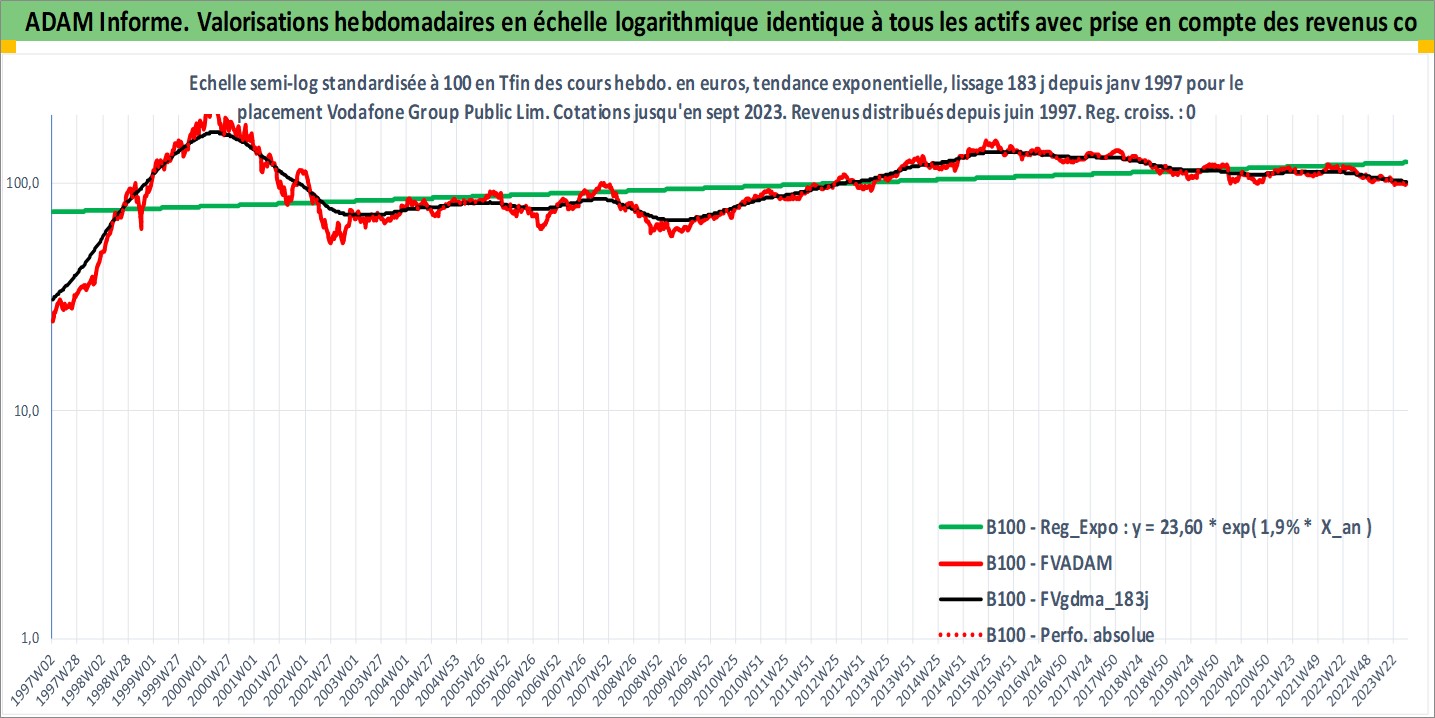 ADAM Informe. Valorisations hebdomadaires en échelle logarithmique identique à tous les actifs avec prise en compte des revenus co
Echelle semi-log standardisée à 100 en Tfin des cours hebdo. en euros, tendance exponentielle, lissage 183 j depuis janv 1997 pour le
placement Vodafone Group Public Lim. Cotations jusqu'en sept 2023. Revenus distribués depuis juin 1997. Reg. croiss. : 0
100,0
10,0
1,0
B100 - Reg_Expo : y = 23,60 * exp( 1,9% * X_an )
B100 - FVADAM
B100 - FVgdma_183j
B100 - Perfo. absolue
1997W02
1997W28
1998W02
1998W28
1999W01
1999W27
2000W01
2000W27
2001W01
2001W27
2002W01
2002W27
2003W01
2003W27
2004W01
2004W27
2004W53
2005W26
2005W52
2006W26
2006W52
2007W26
2007W52
2008W26
2008W52
2009W26
2009W52
2010W25
2010W51
2011W25
2011W51
2012W25
2012W51
2013W25
2013W51
2014W25
2014W51
2015W25
2015W51
2016W24
2016W50
2017W24
2017W50
2018W24
2018W50
2019W24
2019W50
2020W24
2020W50
2021W23
2021W49
2022W22
2022W48
2023W22